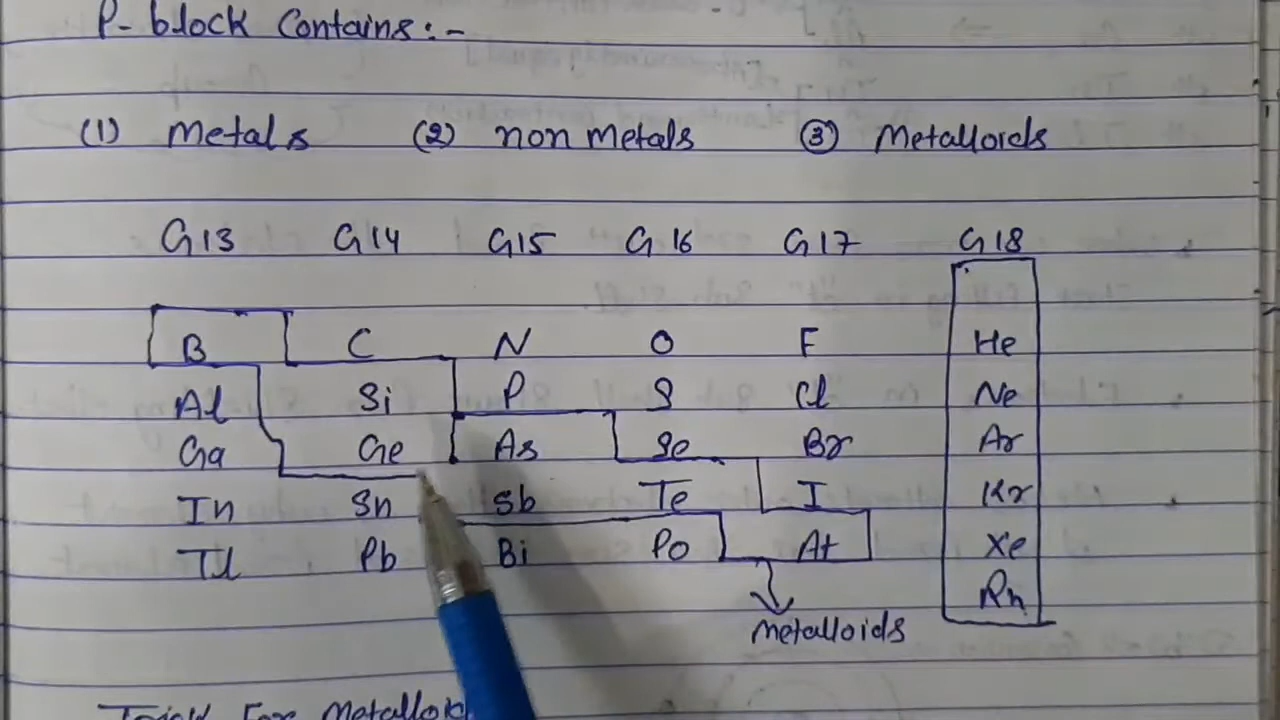 P-block Contains:-
(1) Metals (2) non Metals (3) Metalloids
G13 G14 G15 G16 G17 G18
B C N O F He
Al Si P S Cl Ne
Ga Ge As Se Br Ar
In Sn Sb Te I Kr
Tl Pb Bi Po At Xe
Rn
Metalloids
For Metalloid